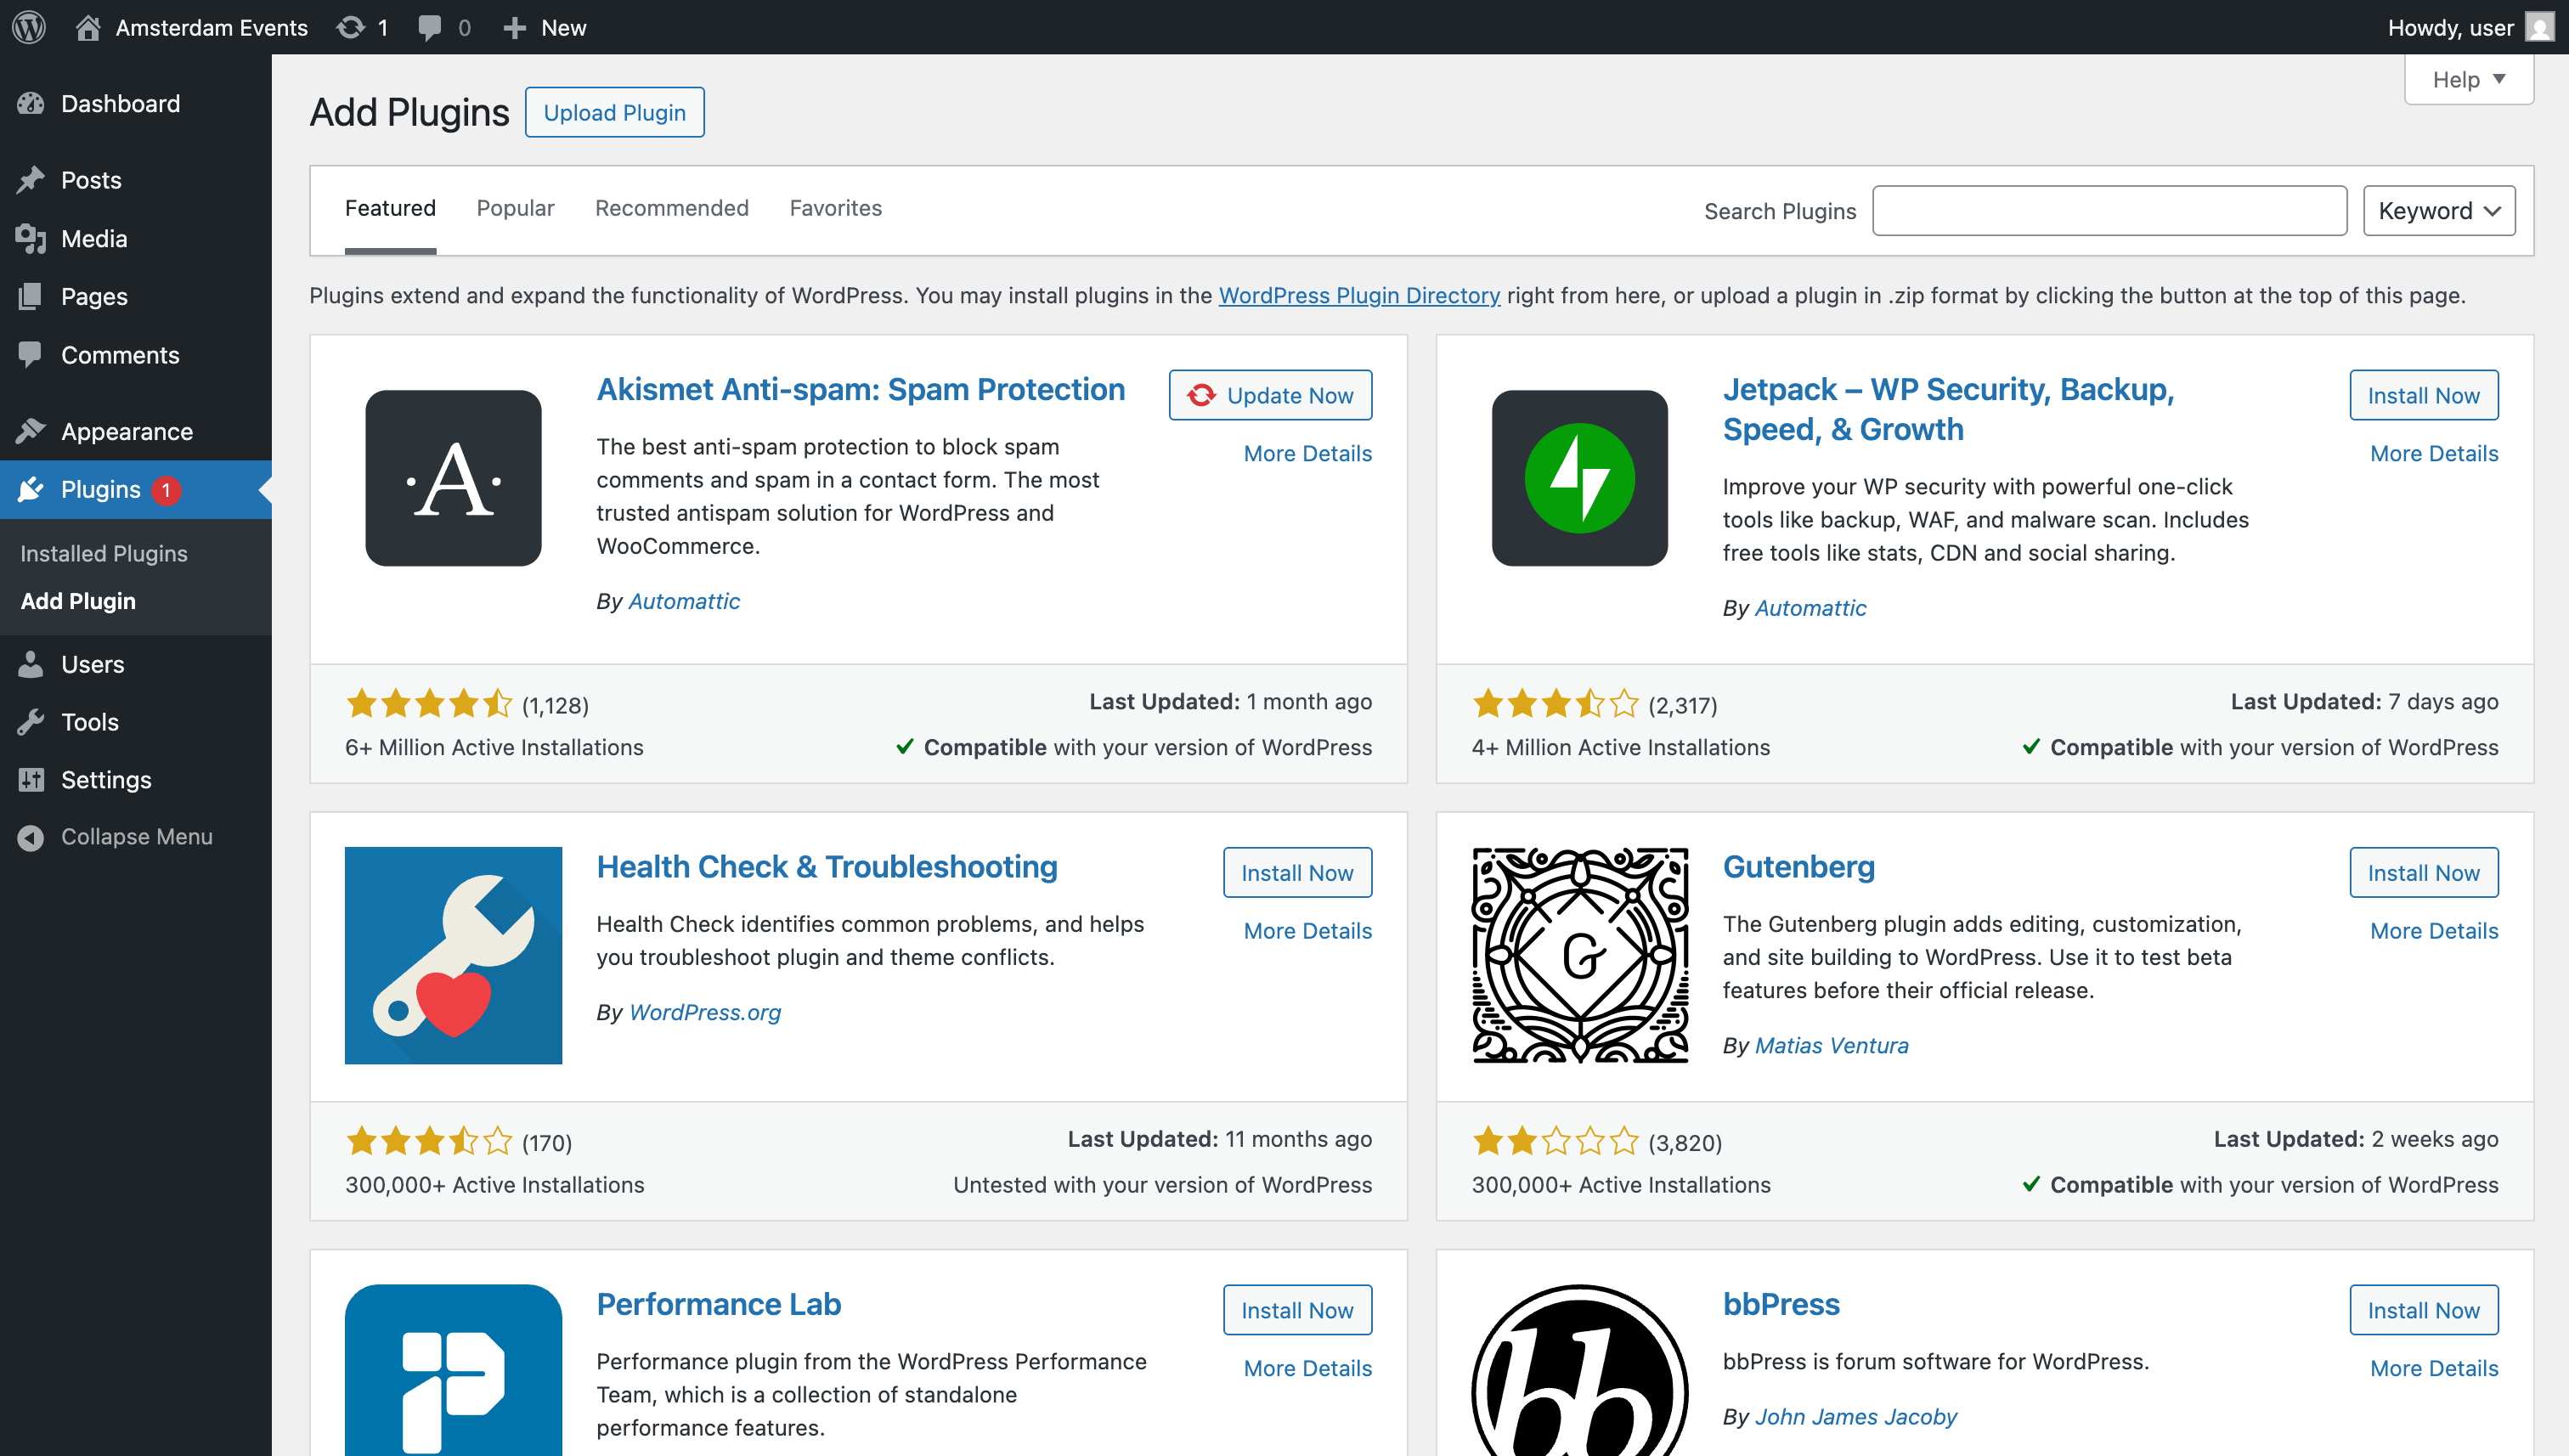 Amsterdam Events 1 0 New Howdy, user
Help
Dashboard
Posts
Media
Pages
Comments
Appearance
Plugins 1
Installed Plugins
Add Plugin
Users
Tools
Settings
Collapse Menu
Add Plugins Upload Plugin
Featured Popular Recommended Favorites Search Plugins Keyword
Plugins extend and expand the functionality of WordPress. You may install plugins in the WordPress Plugin Directory right from here, or upload a plugin in .zip format by clicking the button at the top of this page.
·A·
Akismet Anti-spam: Spam Protection
Update Now
More Details
The best anti-spam protection to block spam
comments and spam in a contact form. The most
trusted antispam solution for WordPress and
WooCommerce.
By Automattic
(1,128)
Last Updated: 1 month ago
6+ Million Active Installations
Compatible with your version of WordPress
Jetpack – WP Security, Backup,
Speed, & Growth
Install Now
More Details
Improve your WP security with powerful one-click
tools like backup, WAF, and malware scan. Includes
free tools like stats, CDN and social sharing.
By Automattic
(2,317)
Last Updated: 7 days ago
4+ Million Active Installations
Compatible with your version of WordPress
Health Check & Troubleshooting
Install Now
More Details
Health Check identifies common problems, and helps
you troubleshoot plugin and theme conflicts.
By WordPress.org
(170)
Last Updated: 11 months ago
300,000+ Active Installations
Untested with your version of WordPress
G
Gutenberg
Install Now
More Details
The Gutenberg plugin adds editing, customization,
and site building to WordPress. Use it to test beta
features before their official release.
By Matias Ventura
(3,820)
Last Updated: 2 weeks ago
300,000+ Active Installations
Compatible with your version of WordPress
Performance Lab
Install Now
More Details
Performance plugin from the WordPress Performance
Team, which is a collection of standalone
performance features.
bb
bbPress
Install Now
More Details
bbPress is forum software for WordPress.
By John James Jacoby